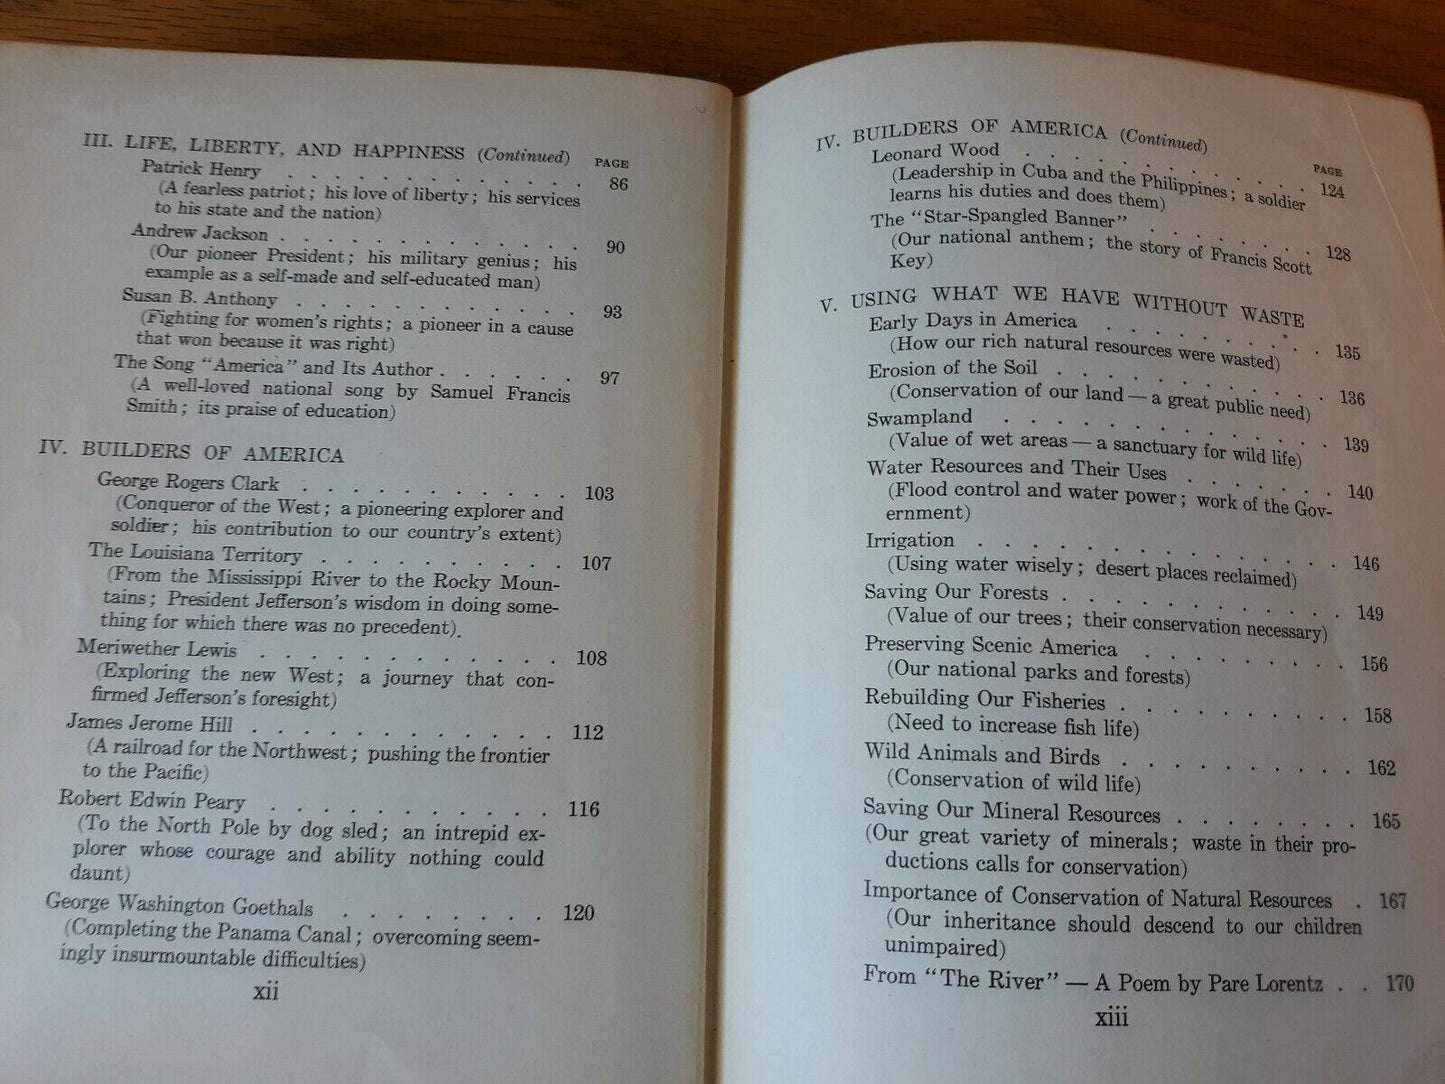 III. LIFE, LIBERTY, AND HAPPINESS (Continued) PAGE
Patrick Henry . . . . . . . . . . . . . 86
(A fearless patriot; his love of liberty; his services
to his state and the nation)
Andrew Jackson . . . . . . . . . . . . 90
(Our pioneer President; his military genius; his
example as a self-made and self-educated man)
Susan B. Anthony . . . . . . . . . . . 93
(Fighting for women's rights; a pioneer in a cause
that won because it was right)
The Song "America" and Its Author . . . . . . 97
(A well-loved national song by Samuel Francis
Smith; its praise of education)
IV. BUILDERS OF AMERICA
George Rogers Clark . . . . . . . . . . . 103
(Conqueror of the West; a pioneering explorer and
soldier; his contribution to our country's extent)
The Louisiana Territory . . . . . . . . . . 107
(From the Mississippi River to the Rocky Moun-
tains; President Jefferson's wisdom in doing some-
thing for which there was no precedent).
Meriwether Lewis . . . . . . . . . . . . 108
(Exploring the new West; a journey that con-
firmed Jefferson's foresight)
James Jerome Hill . . . . . . . . . . . . 112
(A railroad for the Northwest; pushing the frontier
to the Pacific)
Robert Edwin Peary . . . . . . . . . . . 116
(To the North Pole by dog sled; an intrepid ex-
plorer whose courage and ability nothing could
daunt)
George Washington Goethals . . . . . . . . 120
(Completing the Panama Canal; overcoming seem-
ingly insurmountable difficulties)
xii
IV. BUILDERS OF AMERICA (Continued)
PAGE
Leonard Wood . . . . . . . . . . . . . 124
(Leadership in Cuba and the Philippines; a soldier
learns his duties and does them)
The "Star-Spangled Banner" . . . . . . . . 128
(Our national anthem; the story of Francis Scott
Key)
V. USING WHAT WE HAVE WITHOUT WASTE
Early Days in America . . . . . . . . . . 135
(How our rich natural resources were wasted)
Erosion of the Soil . . . . . . . . . . . 136
(Conservation of our land — a great public need)
Swampland . . . . . . . . . . . . . 139
(Value of wet areas — a sanctuary for wild life)
Water Resources and Their Uses . . . . . . . 140
(Flood control and water power; work of the Gov-
ernment)
Irrigation . . . . . . . . . . . . . . 146
(Using water wisely; desert places reclaimed)
Saving Our Forests . . . . . . . . . . . 149
(Value of our trees; their conservation necessary)
Preserving Scenic America . . . . . . . . . 156
(Our national parks and forests)
Rebuilding Our Fisheries . . . . . . . . . 158
(Need to increase fish life)
Wild Animals and Birds . . . . . . . . . 162
(Conservation of wild life)
Saving Our Mineral Resources . . . . . . . . 165
(Our great variety of minerals; waste in their pro-
ductions calls for conservation)
Importance of Conservation of Natural Resources . 167
(Our inheritance should descend to our children
unimpaired)
From "The River" — A Poem by Pare Lorentz . . 170
xiii